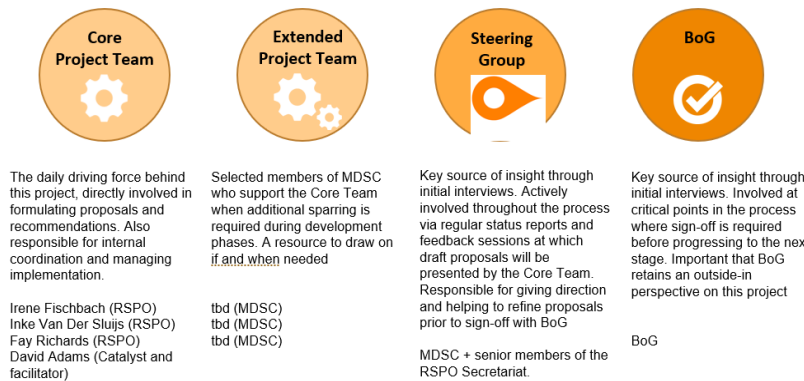 Core
Project Team
Extended
Project Team
Steering
Group
BoG
The daily driving force behind
this project, directly involved in
formulating proposals and
recommendations. Also
responsible for internal
coordination and managing
implementation.
Irene Fischbach (RSPO)
Inke Van Der Sluijs (RSPO)
Fay Richards (RSPO)
David Adams (Catalyst and
facilitator)
Selected members of MDSC
who support the Core Team
when additional sparring is
required during development
phases. A resource to draw on
if and when needed
tbd (MDSC)
tbd (MDSC)
tbd (MDSC)
Key source of insight through
initial interviews. Actively
involved throughout the process
via regular status reports and
feedback sessions at which
draft proposals will be
presented by the Core Team.
Responsible for giving direction
and helping to refine proposals
prior to sign-off with BoG
MDSC + senior members of the
RSPO Secretariat.
Key source of insight through
initial interviews. Involved at
critical points in the process
where sign-off is required
before progressing to the next
stage. Important that BoG
retains an outside-in
perspective on this project
BoG